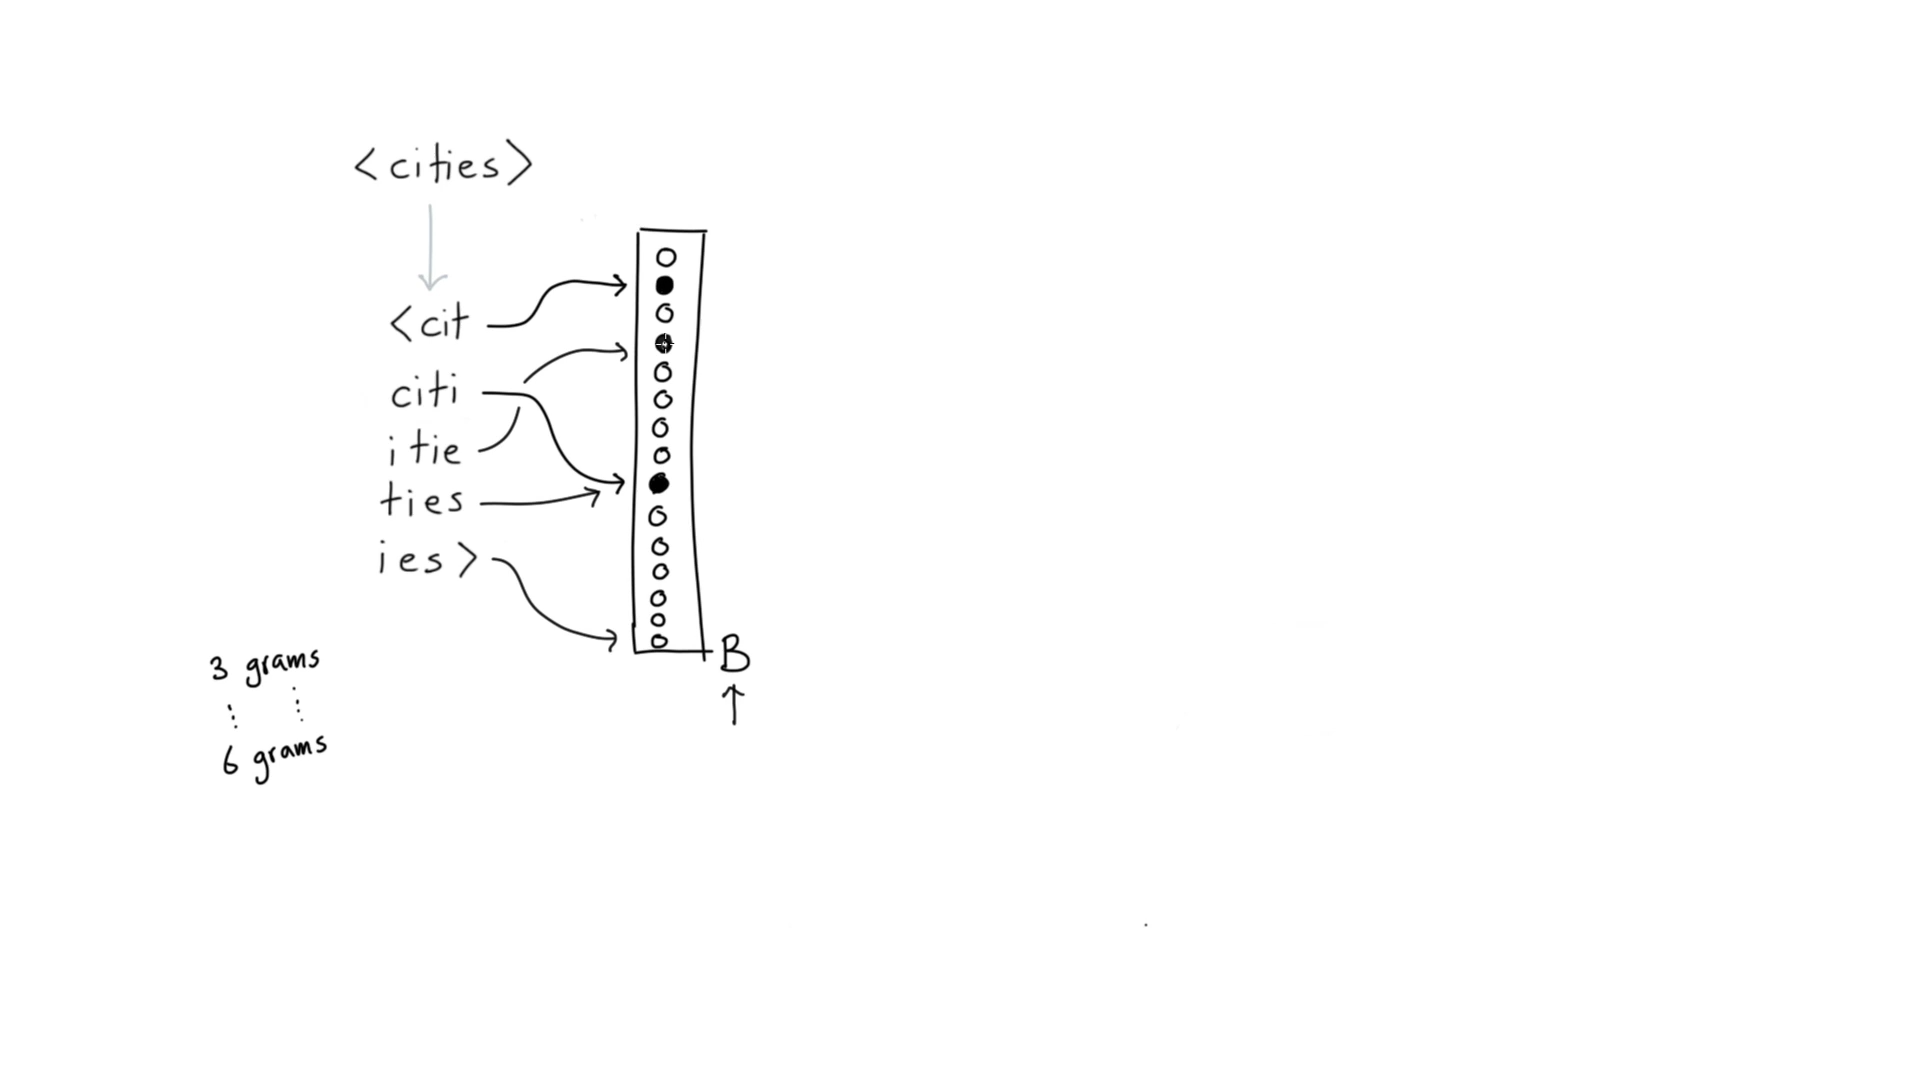 <cities>
<cit
citi
itie
ties
ies>
B
3 grams
6 grams